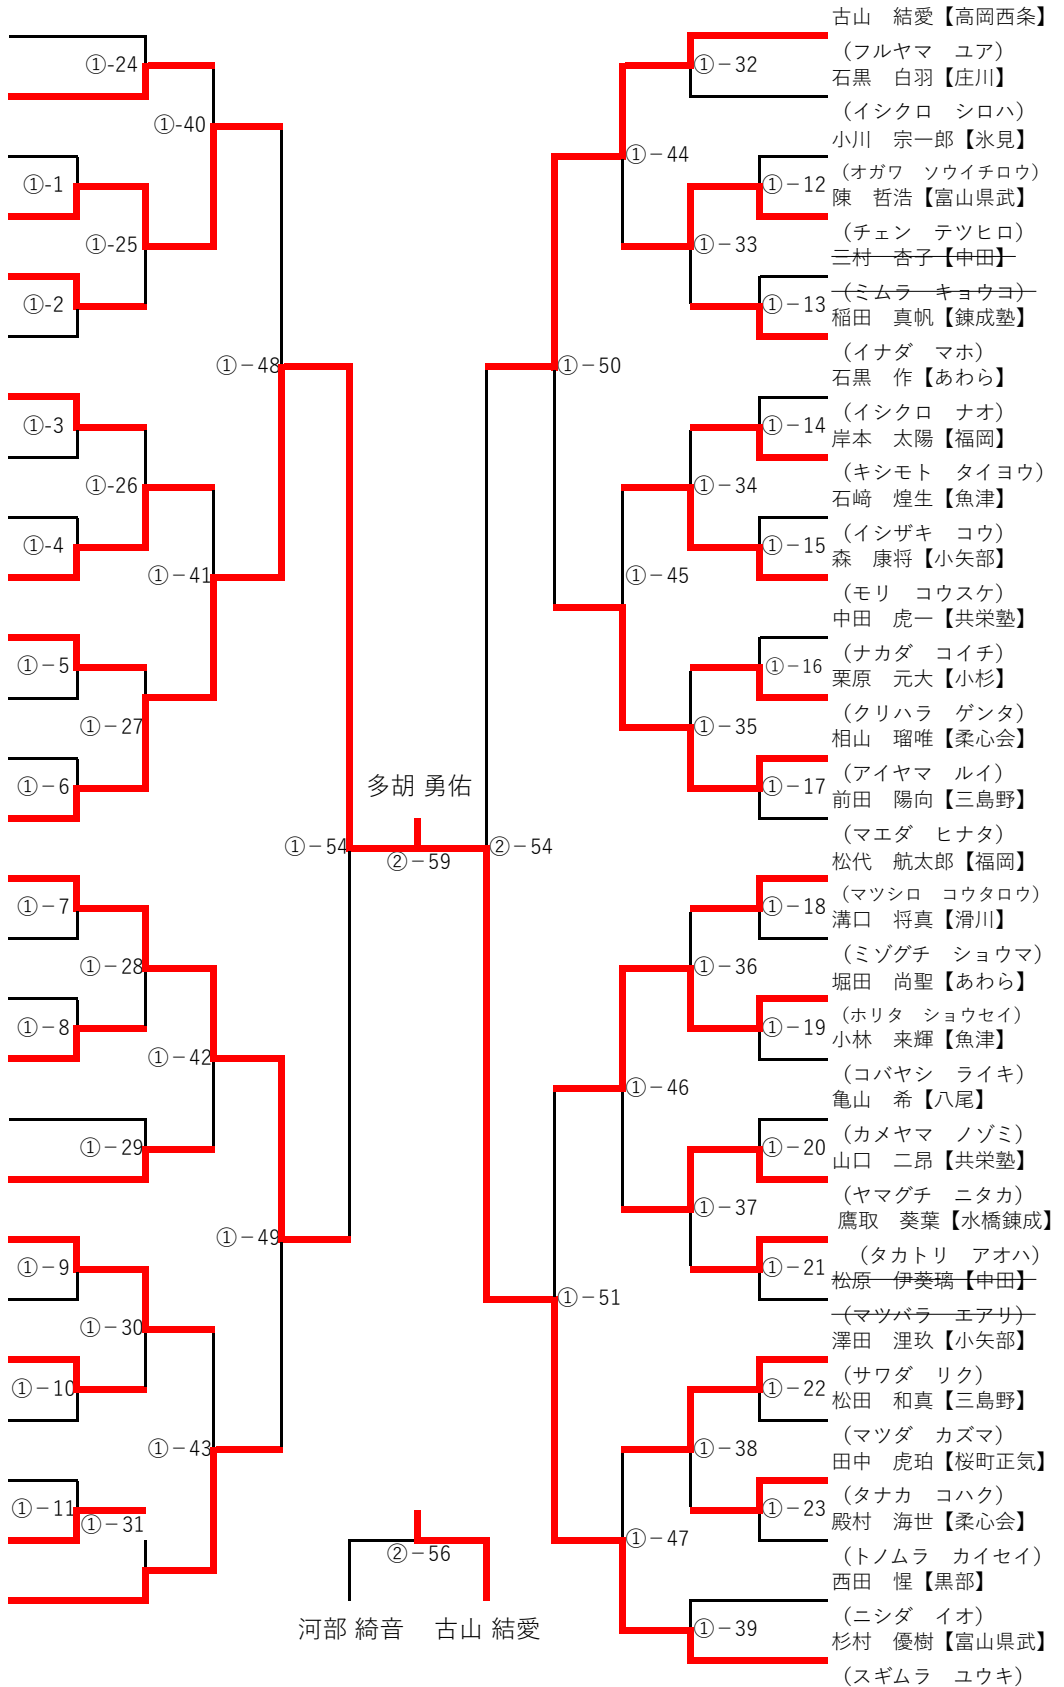 ①-24
①-40
①-1
①-25
①-2
①－48
①-3
①-26
①-4
①－41
①－5
①－27
①－6
①－54
①－7
①－28
①－8
①－42
①－29
①－49
①－9
①－30
①－10
①－43
①－11
①－31
多胡 勇佑
②－59
②－54
②－56
河部 綺音
古山 結愛
①－32
①－44
①－12
①－33
①－13
①－50
①－14
①－34
①－15
①－45
①－16
①－35
①－17
①－18
①－36
①－19
①－46
①－20
①－37
①－21
①－51
①－22
①－38
①－23
①－47
①－39
古山　結愛【高岡西条】
（フルヤマ　ユア）
石黒　白羽【庄川】
（イシクロ　シロハ）
小川　宗一郎【氷見】
（オガワ　ソウイチロウ）
陳　哲浩【富山県武】
（チェン　テツヒロ）
三村　杏子【中田】
（ミムラ　キョウコ）
稲田　真帆【錬成塾】
（イナダ　マホ）
石黒　作【あわら】
（イシクロ　ナオ）
岸本　太陽【福岡】
（キシモト　タイヨウ）
石﨑　煌生【魚津】
（イシザキ　コウ）
森　康将【小矢部】
（モリ　コウスケ）
中田　虎一【共栄塾】
（ナカダ　コイチ）
栗原　元大【小杉】
（クリハラ　ゲンタ）
相山　瑠唯【柔心会】
（アイヤマ　ルイ）
前田　陽向【三島野】
（マエダ　ヒナタ）
松代　航太郎【福岡】
（マツシロ　コウタロウ）
溝口　将真【滑川】
（ミゾグチ　ショウマ）
堀田　尚聖【あわら】
（ホリタ　ショウセイ）
小林　来輝【魚津】
（コバヤシ　ライキ）
亀山　希【八尾】
（カメヤマ　ノゾミ）
山口　二昂【共栄塾】
（ヤマグチ　ニタカ）
鷹取　葵葉【水橋錬成】
（タカトリ　アオハ）
松原　伊葵璃【中田】
（マツバラ　エアリ）
澤田　浬玖【小矢部】
（サワダ　リク）
松田　和真【三島野】
（マツダ　カズマ）
田中　虎珀【桜町正気】
（タナカ　コハク）
殿村　海世【柔心会】
（トノムラ　カイセイ）
西田　惺【黒部】
（ニシダ　イオ）
杉村　優樹【富山県武】
（スギムラ　ユウキ）